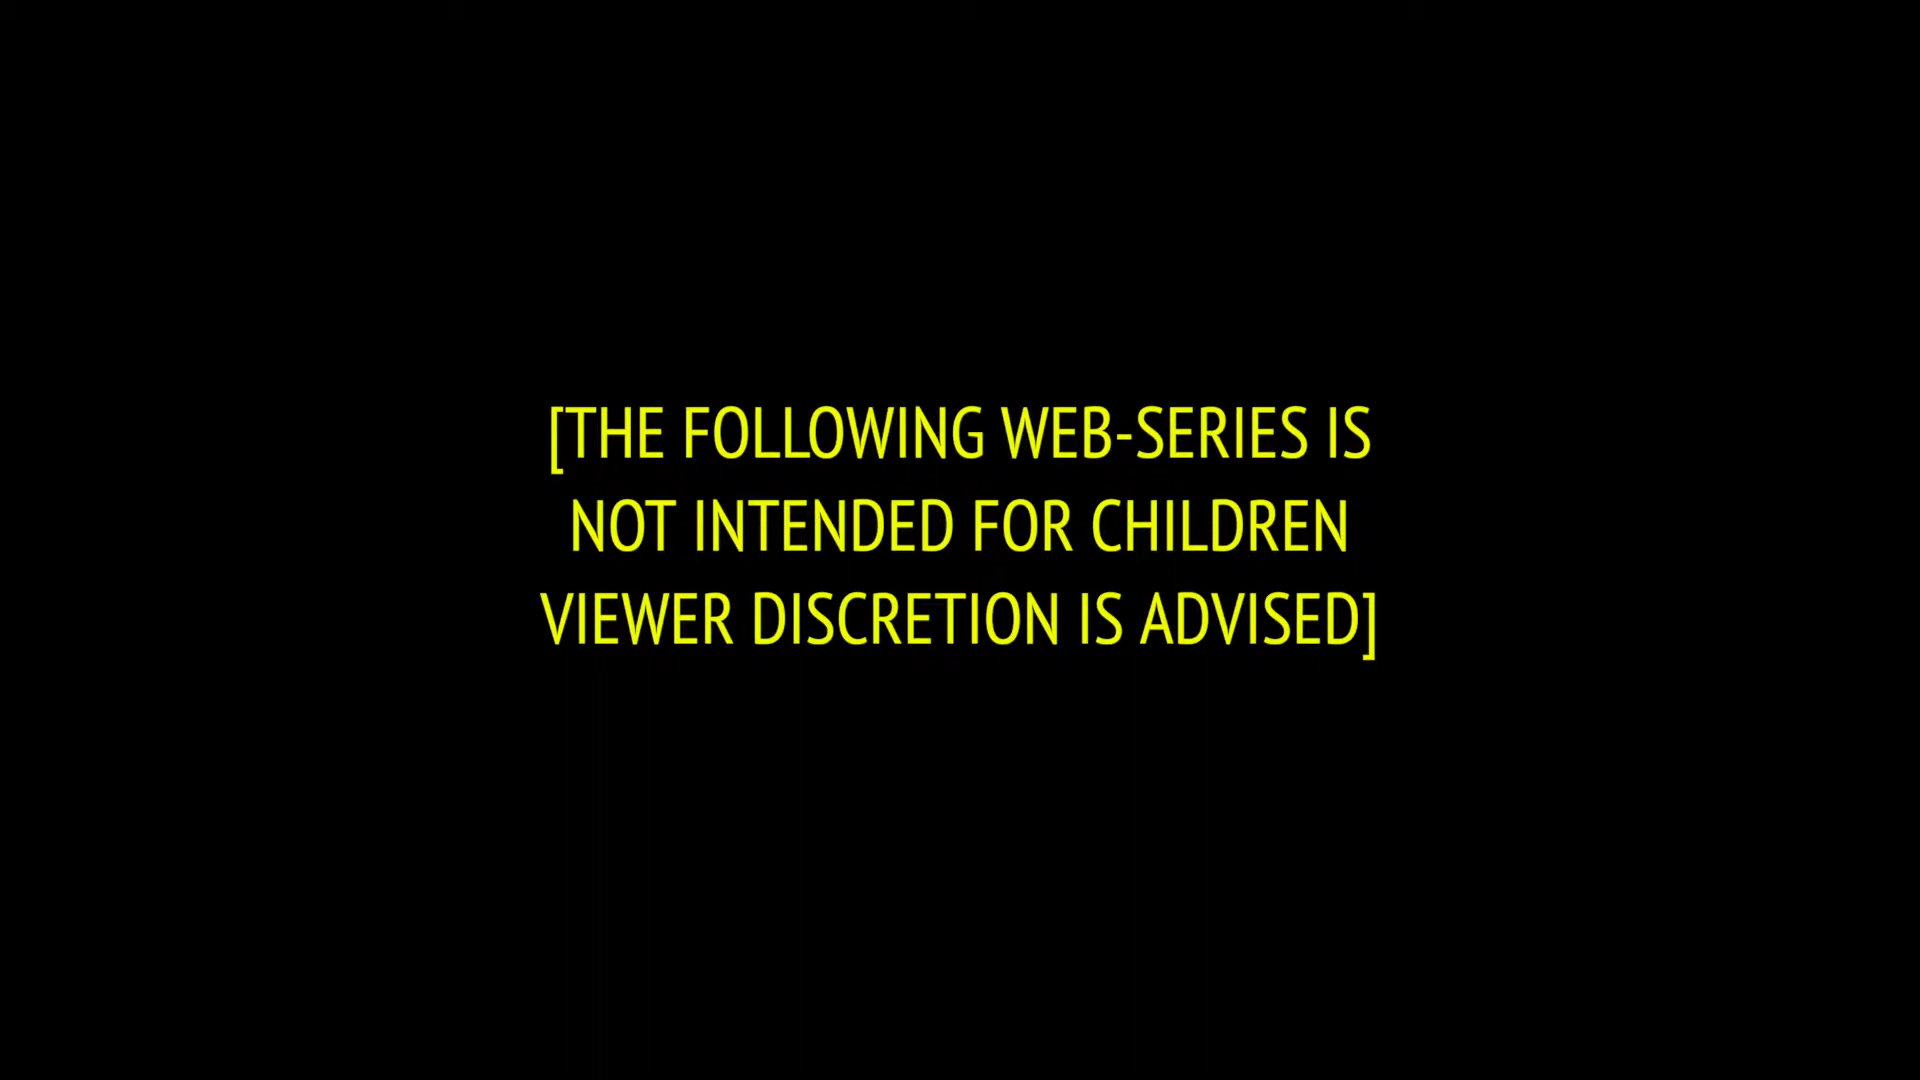 [THE FOLLOWING WEB-SERIES IS
NOT INTENDED FOR CHILDREN
VIEWER DISCRETION IS ADVISED]